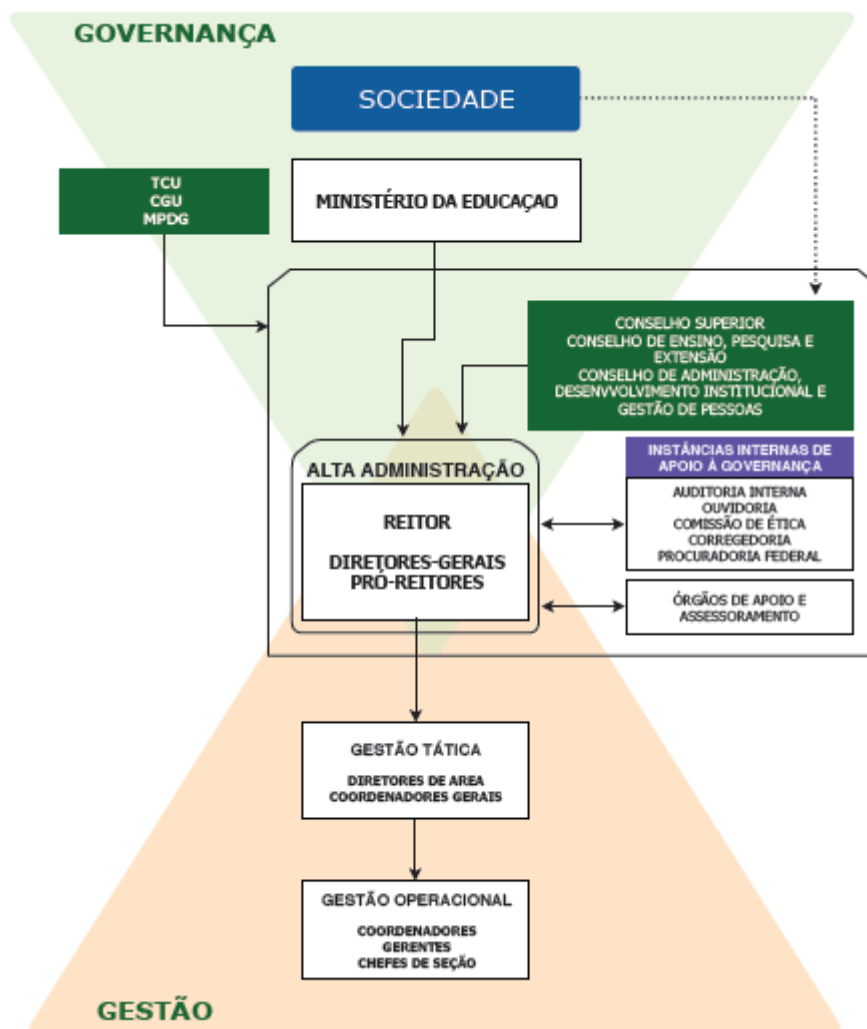 GOVERNANÇA
SOCIEDADE
TCU
CGU
MPDG
MINISTÉRIO DA EDUCAÇAO
CONSELHO SUPERIOR
CONSELHO DE ENSINO, PESQUISA E
EXTENSÃO
CONSELHO DE ADMINISTRAÇÃO,
DESENVVOLVIMENTO INSTITUCIONAL E
GESTÃO DE PESSOAS
INSTÂNCIAS INTERNAS DE
APOIO À GOVERNANÇA
AUDITORIA INTERNA
OUVIDORIA
COMISSÃO DE ÉTICA
CORREGEDORIA
PROCURADORIA FEDERAL
ALTA ADMINISTRAÇÃO
REITOR
DIRETORES-GERAIS
PRÓ-REITORES
ÓRGÃOS DE APOIO E
ASSESSORAMENTO
GESTÃO TÁTICA
DIRETORES DE AREA
COORDENADORES GERAIS
GESTÃO OPERACIONAL
COORDENADORES
GERENTES
CHEFES DE SEÇÃO
GESTÃO